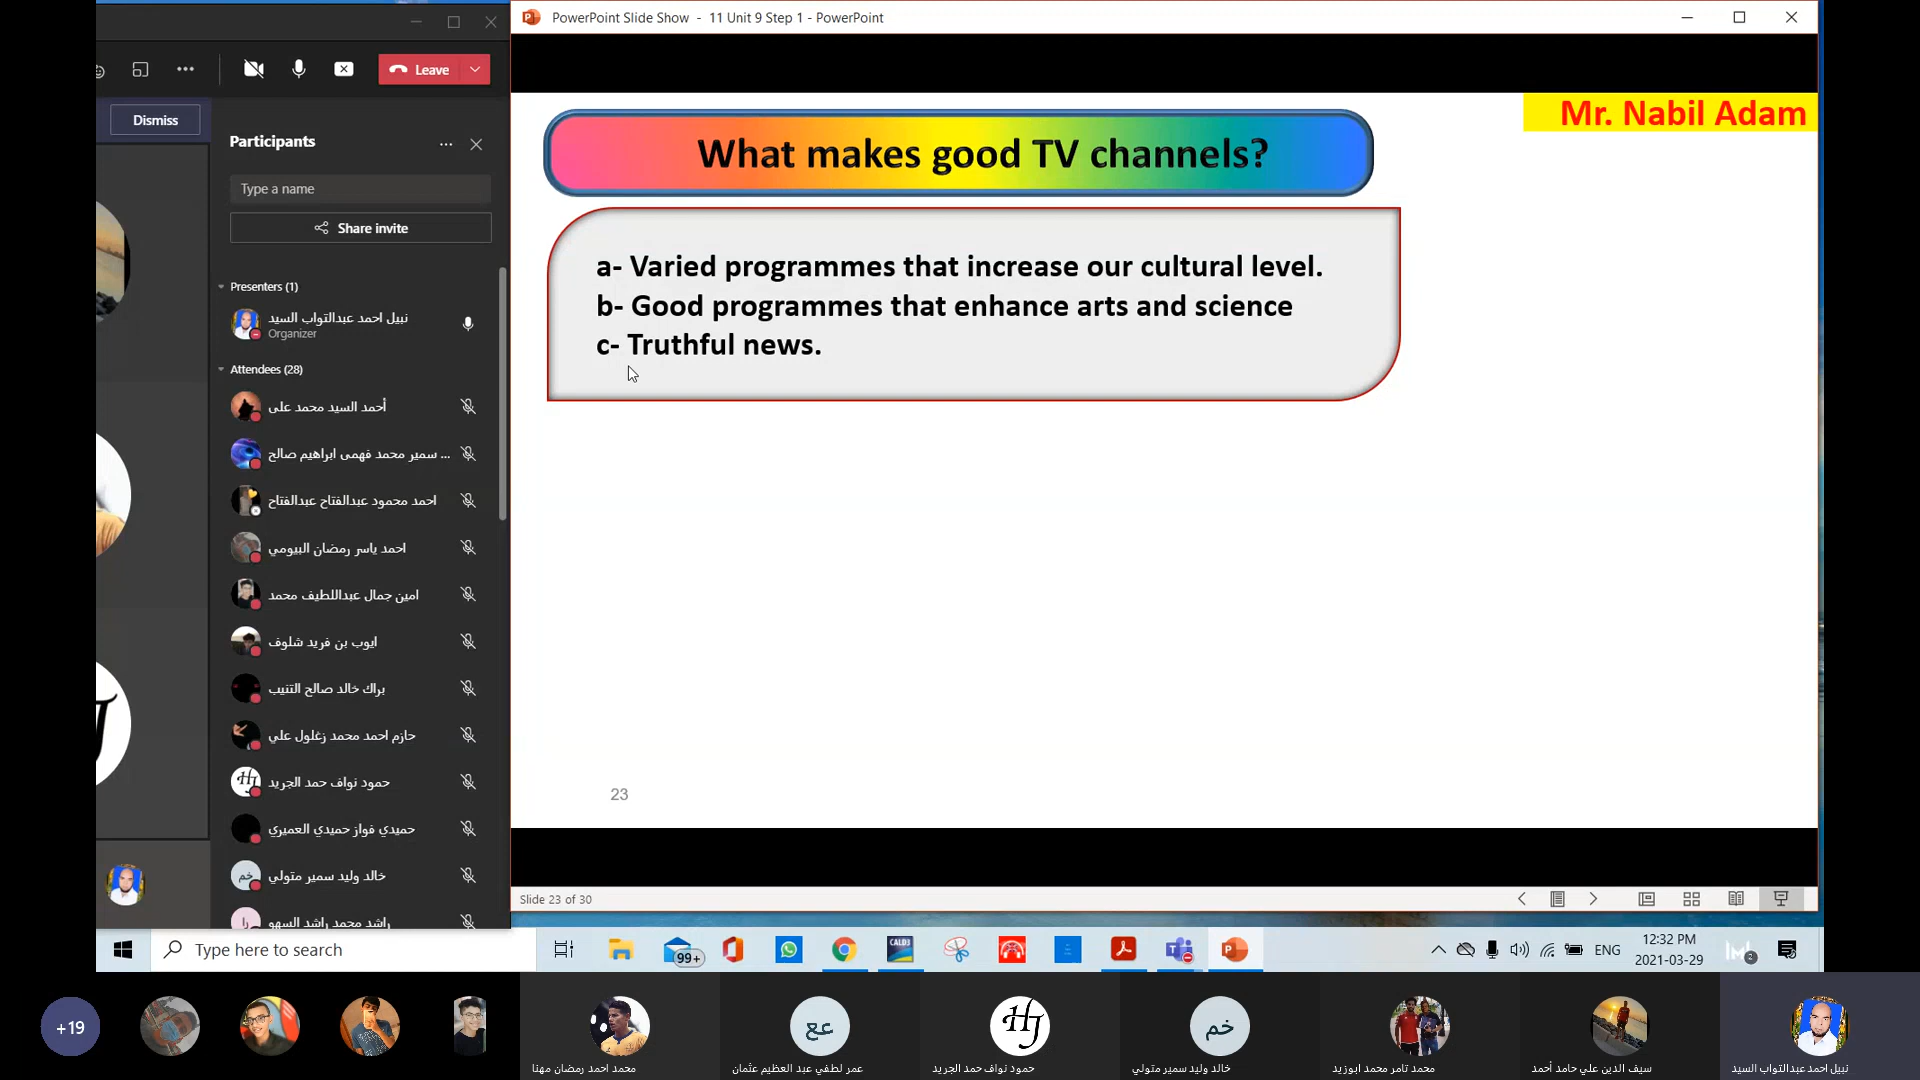 PowerPoint Slide Show - 11 Unit 9 Step 1 - PowerPoint
Leave
Dismiss
Participants
Type a name
Share invite
Presenters (1)
نبيل احمد عبدالتواب السيد
Organizer
Attendees (28)
أحمد السيد محمد على
سمير محمد فهمى ابراهيم صالح ...
احمد محمود عبدالفتاح عبدالفتاح
احمد ياسر رمضان البيومي
امين جمال عبداللطيف محمد
ايوب بن فريد شلوف
براك خالد صالح التنيب
حازم احمد محمد زغلول علي
حمود نواف حمد الجريد
حميدي فواز حميدي العميري
خم
خالد وليد سمير متولي
را
راشد محمد راشد السهو
Mr. Nabil Adam
What makes good TV channels?
a- Varied programmes that increase our cultural level.
b- Good programmes that enhance arts and science
c- Truthful news.
23
Slide 23 of 30
Type here to search
99+
ENG
12:32 PM
2021-03-29
+19
عع
HJ
خم
محمد احمد رمضان مهنا
عمر لطفي عبد العظيم عثمان
حمود نواف حمد الجريد
خالد وليد سمير متولي
محمد تامر محمد ابوزيد
سيف الدين علي حامد أحمد
نبيل احمد عبدالتواب السيد